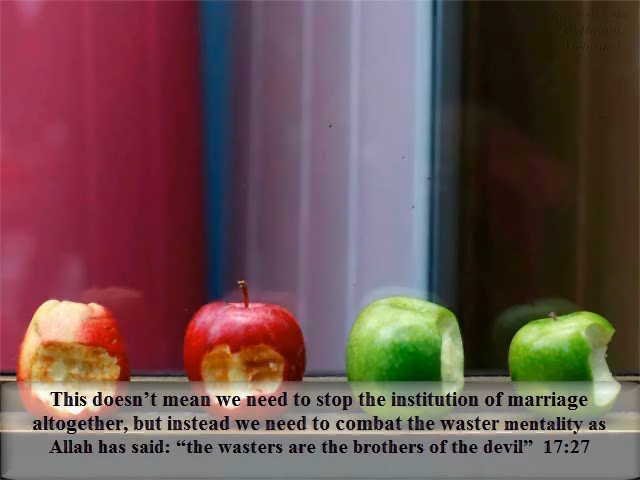 This doesn't mean we need to stop the institution of marriage
altogether, but instead we need to combat the waster mentality as
Allah has said: “the wasters are the brothers of the devil”  17:27